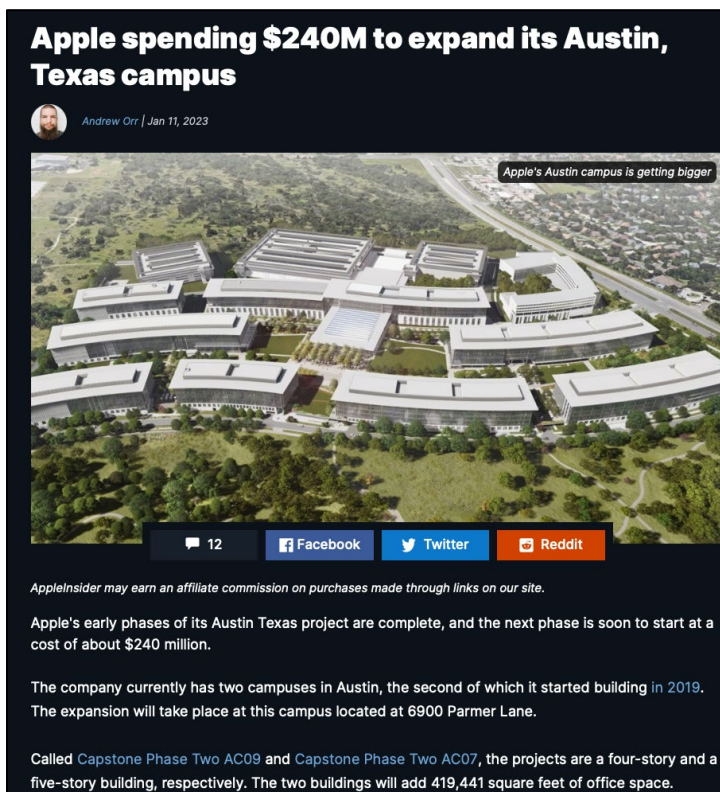 Apple spending $240M to expand its Austin,
Texas campus
Andrew Orr | Jan 11, 2023
Apple's Austin campus is getting bigger
12
Facebook
Twitter
Reddit
AppleInsider may earn an affiliate commission on purchases made through links on our site.
Apple's early phases of its Austin Texas project are complete, and the next phase is soon to start at a
cost of about $240 million.
The company currently has two campuses in Austin, the second of which it started building in 2019.
The expansion will take place at this campus located at 6900 Parmer Lane.
Called Capstone Phase Two AC09 and Capstone Phase Two AC07, the projects are a four-story and a
five-story building, respectively. The two buildings will add 419,441 square feet of office space.